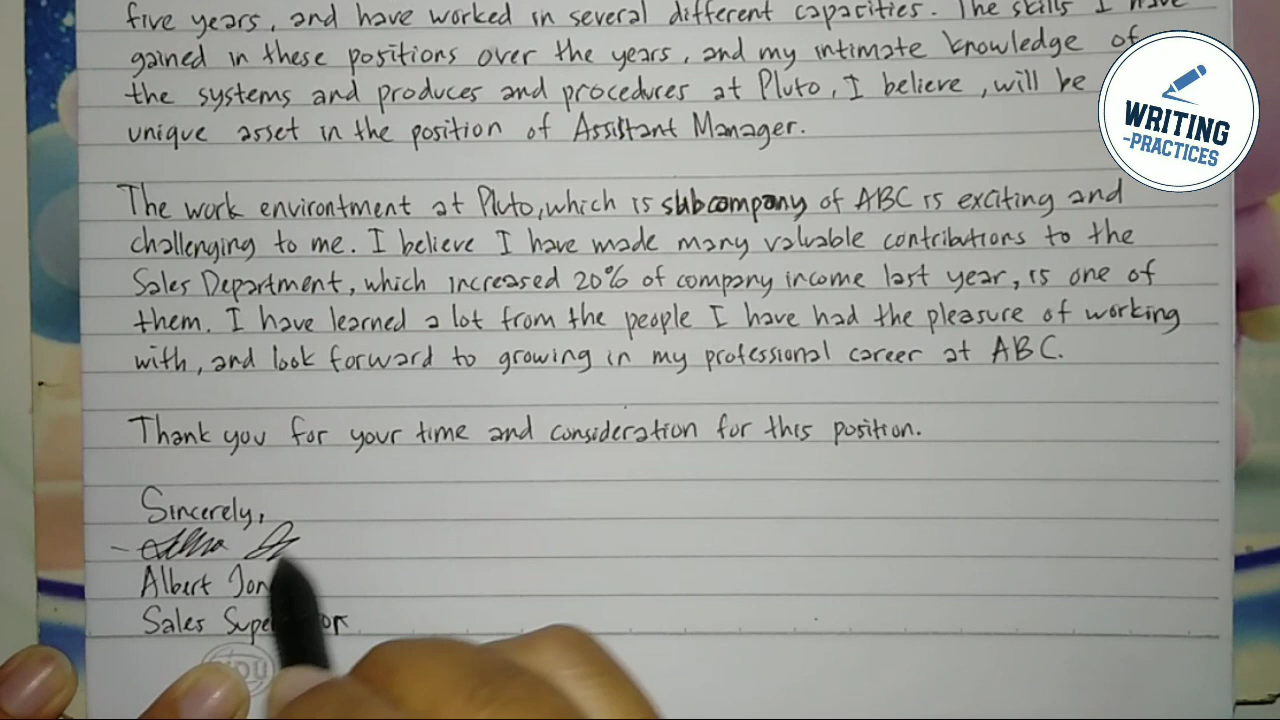 five years, and have worked in several different capacities. The skills I have
gained in these positions over the years, and my intimate knowledge of
the systems and produces and procedures at Pluto, I believe, will be
unique asset in the position of Assistant Manager.
The work environtment at Pluto, which is subcompany of ABC is exciting and
challenging to me. I believe I have made many valuable contributions to the
Sales Department, which increased 20% of company income last year, is one of
them. I have learned a lot from the people I have had the pleasure of working
with, and look forward to growing in my professional career at ABC.
Thank you for your time and consideration for this position.
Sincerely,
Albert
Sales
WRITING
-PRACTICES